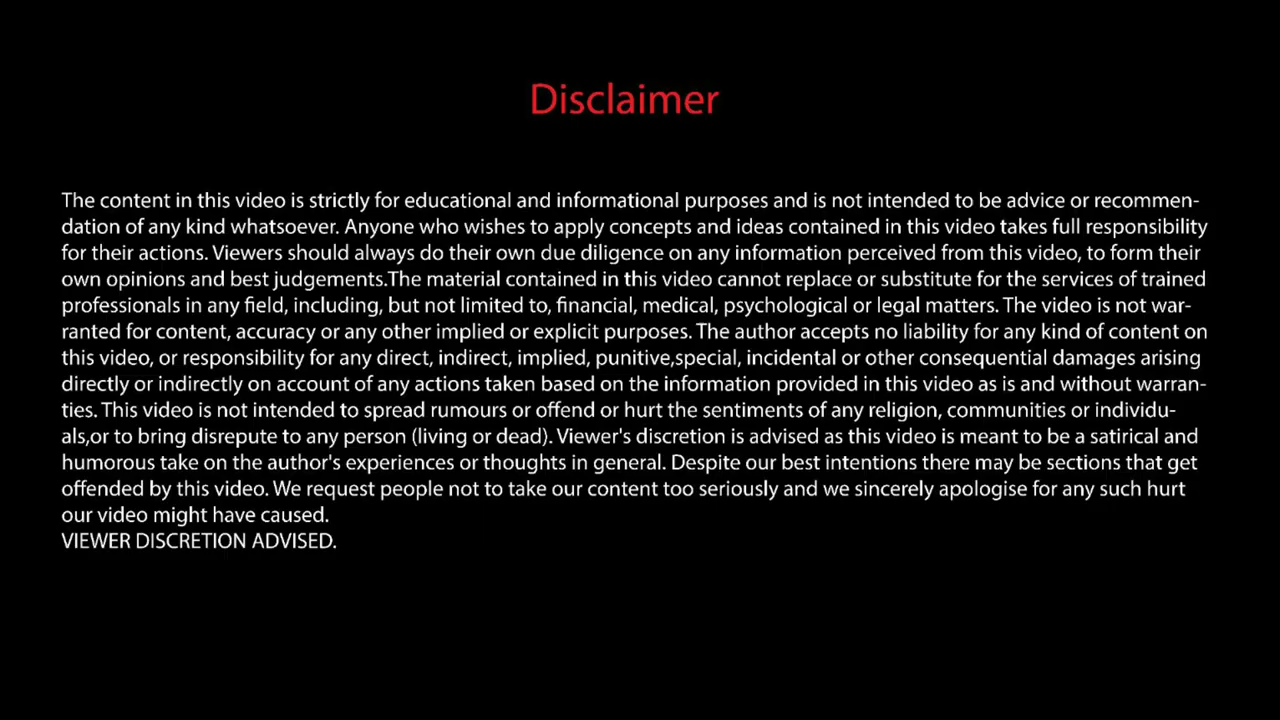 Disclaimer
The content in this video is strictly for educational and informational purposes and is not intended to be advice or recommen-
dation of any kind whatsoever. Anyone who wishes to apply concepts and ideas contained in this video takes full responsibility
for their actions. Viewers should always do their own due diligence on any information perceived from this video, to form their
own opinions and best judgements.The material contained in this video cannot replace or substitute for the services of trained
professionals in any field, including, but not limited to, financial, medical, psychological or legal matters. The video is not war-
ranted for content, accuracy or any other implied or explicit purposes. The author accepts no liability for any kind of content on
this video, or responsibility for any direct, indirect, implied, punitive,special, incidental or other consequential damages arising
directly or indirectly on account of any actions taken based on the information provided in this video as is and without warran-
ties. This video is not intended to spread rumours or offend or hurt the sentiments of any religion, communities or individu-
als,or to bring disrepute to any person (living or dead). Viewer's discretion is advised as this video is meant to be a satirical and
humorous take on the author's experiences or thoughts in general. Despite our best intentions there may be sections that get
offended by this video. We request people not to take our content too seriously and we sincerely apologise for any such hurt
our video might have caused.
VIEWER DISCRETION ADVISED.